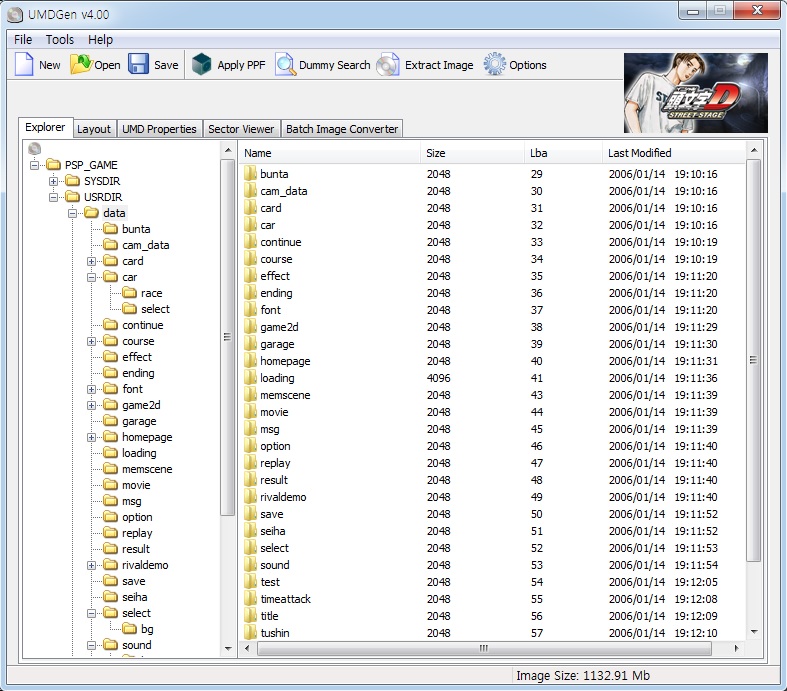 UMDGen v4.00
File Tools Help
New Open Save Apply PPF Dummy Search Extract Image Options
頭文字D
STREET STAGE
Explorer Layout UMD Properties Sector Viewer Batch Image Converter
PSP_GAME
SYSDIR
USRDIR
data
bunta
cam_data
card
car
race
select
continue
course
effect
ending
font
game2d
garage
homepage
loading
memscene
movie
msg
option
replay
result
rivaldemo
save
seiha
select
bg
sound
Name Size Lba Last Modified
bunta 2048 29 2006/01/14 19:10:16
cam_data 2048 30 2006/01/14 19:10:16
card 2048 31 2006/01/14 19:10:16
car 2048 32 2006/01/14 19:10:16
continue 2048 33 2006/01/14 19:10:19
course 2048 34 2006/01/14 19:10:19
effect 2048 35 2006/01/14 19:11:20
ending 2048 36 2006/01/14 19:11:20
font 2048 37 2006/01/14 19:11:20
game2d 2048 38 2006/01/14 19:11:29
garage 2048 39 2006/01/14 19:11:30
homepage 2048 40 2006/01/14 19:11:31
loading 4096 41 2006/01/14 19:11:36
memscene 2048 43 2006/01/14 19:11:39
movie 2048 44 2006/01/14 19:11:39
msg 2048 45 2006/01/14 19:11:39
option 2048 46 2006/01/14 19:11:40
replay 2048 47 2006/01/14 19:11:40
result 2048 48 2006/01/14 19:11:40
rivaldemo 2048 49 2006/01/14 19:11:40
save 2048 50 2006/01/14 19:11:52
seiha 2048 51 2006/01/14 19:11:52
select 2048 52 2006/01/14 19:11:53
sound 2048 53 2006/01/14 19:11:54
test 2048 54 2006/01/14 19:12:05
timeattack 2048 55 2006/01/14 19:12:08
title 2048 56 2006/01/14 19:12:09
tushin 2048 57 2006/01/14 19:12:10
Image Size: 1132.91 Mb